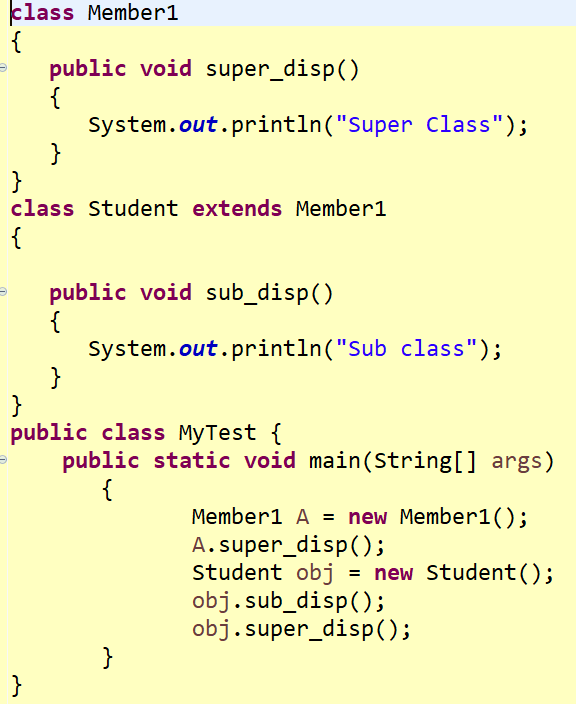 class Member1
{
   public void super_disp()
   {
      System.out.println("Super Class");
   }
}
class Student extends Member1
{

   public void sub_disp()
   {
      System.out.println("Sub class");
   }
}
public class MyTest {
    public static void main(String[] args)
       {
              Member1 A = new Member1();
              A.super_disp();
              Student obj = new Student();
              obj.sub_disp();
              obj.super_disp();
       }
}